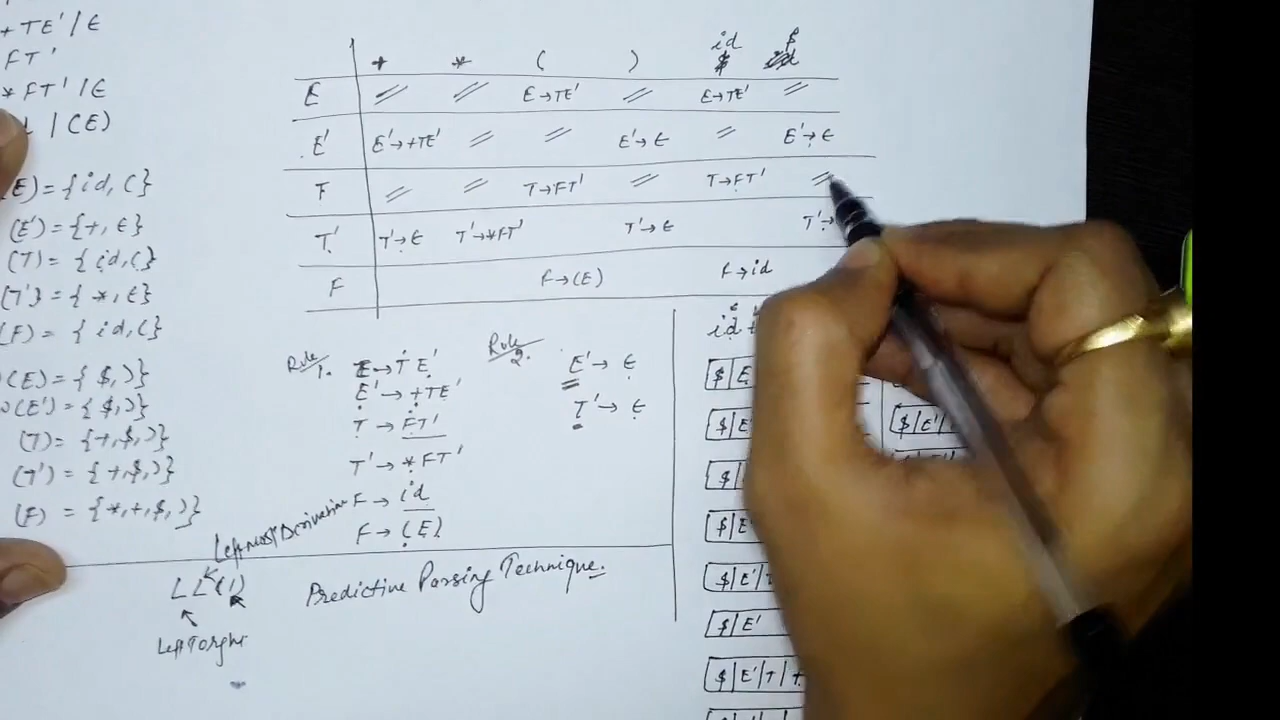 +TE' / ϵ
FT'
* FT' / ϵ
| (E)
(E) = {id, (}
(E') = {+, ϵ}
(T) = {id, (}
(T') = {*, ϵ}
(F) = {id, (}
(E) = {$, )}
(E') = {$, )}
(T) = {+, $, )}
(T') = {+, $, )}
(F) = {*, +, $, )}
+ * ( ) id $
E E→TE' E→TE'
E' E'→+TE' E'→ϵ E'→ϵ
T T→FT' T→FT'
T' T'→ϵ T'→*FT' T'→ϵ T'→
F F→(E) F→id
Rule 1.
E→TE'
E'→+TE'
T→FT'
T'→*FT'
F→id
F→(E)
Rule 2.
E'→ϵ
T'→ϵ
Leftmost Derivation
LL(1)
Left to right
Predictive Parsing Technique.
id
$|E
$|E'
$|E'
$|E'
$|E'|T|+
$|E'|